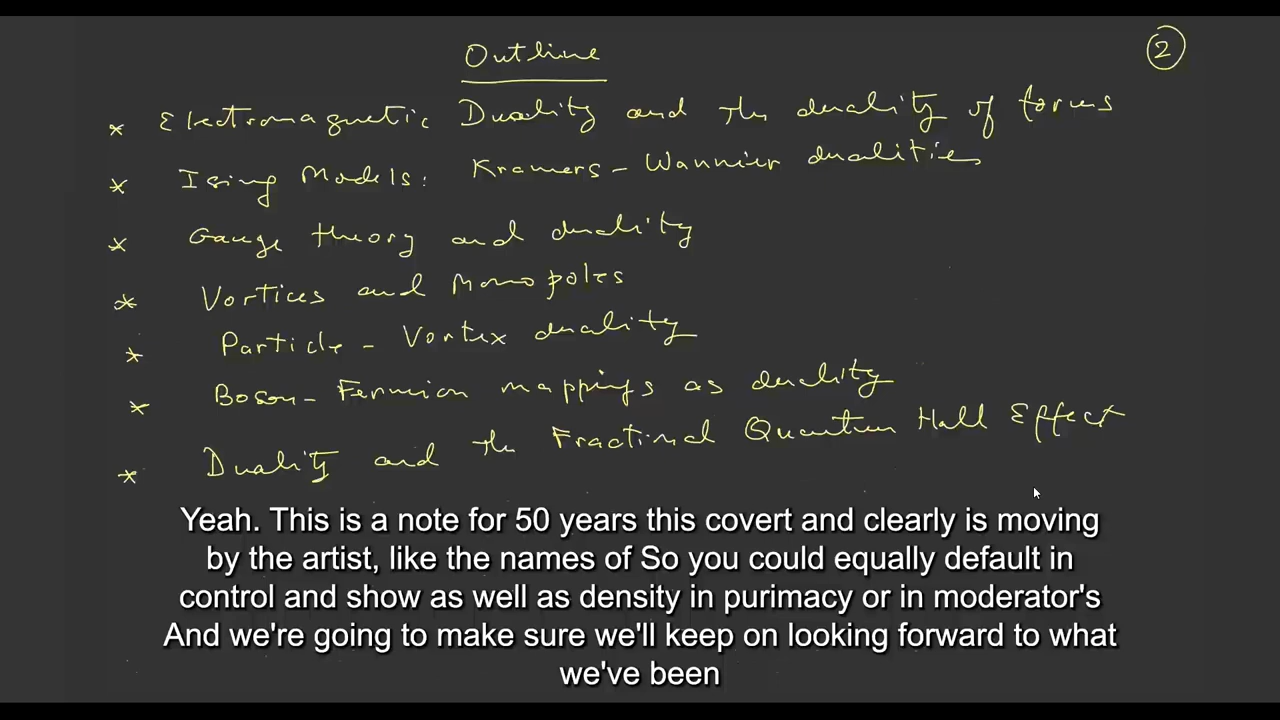 Outline
2
* Electromagnetic Duality and the duality of forms
* Ising Models: Kramers - Wannier dualities
* Gauge theory and duality
* Vortices and Monopoles
* Particle - Vortex duality
* Boson - Fermion mappings as duality
* Duality and the Fractional Quantum Hall Effect
Yeah. This is a note for 50 years this covert and clearly is moving
by the artist, like the names of So you could equally default in
control and show as well as density in purimacy or in moderator's
And we're going to make sure we'll keep on looking forward to what
we've been